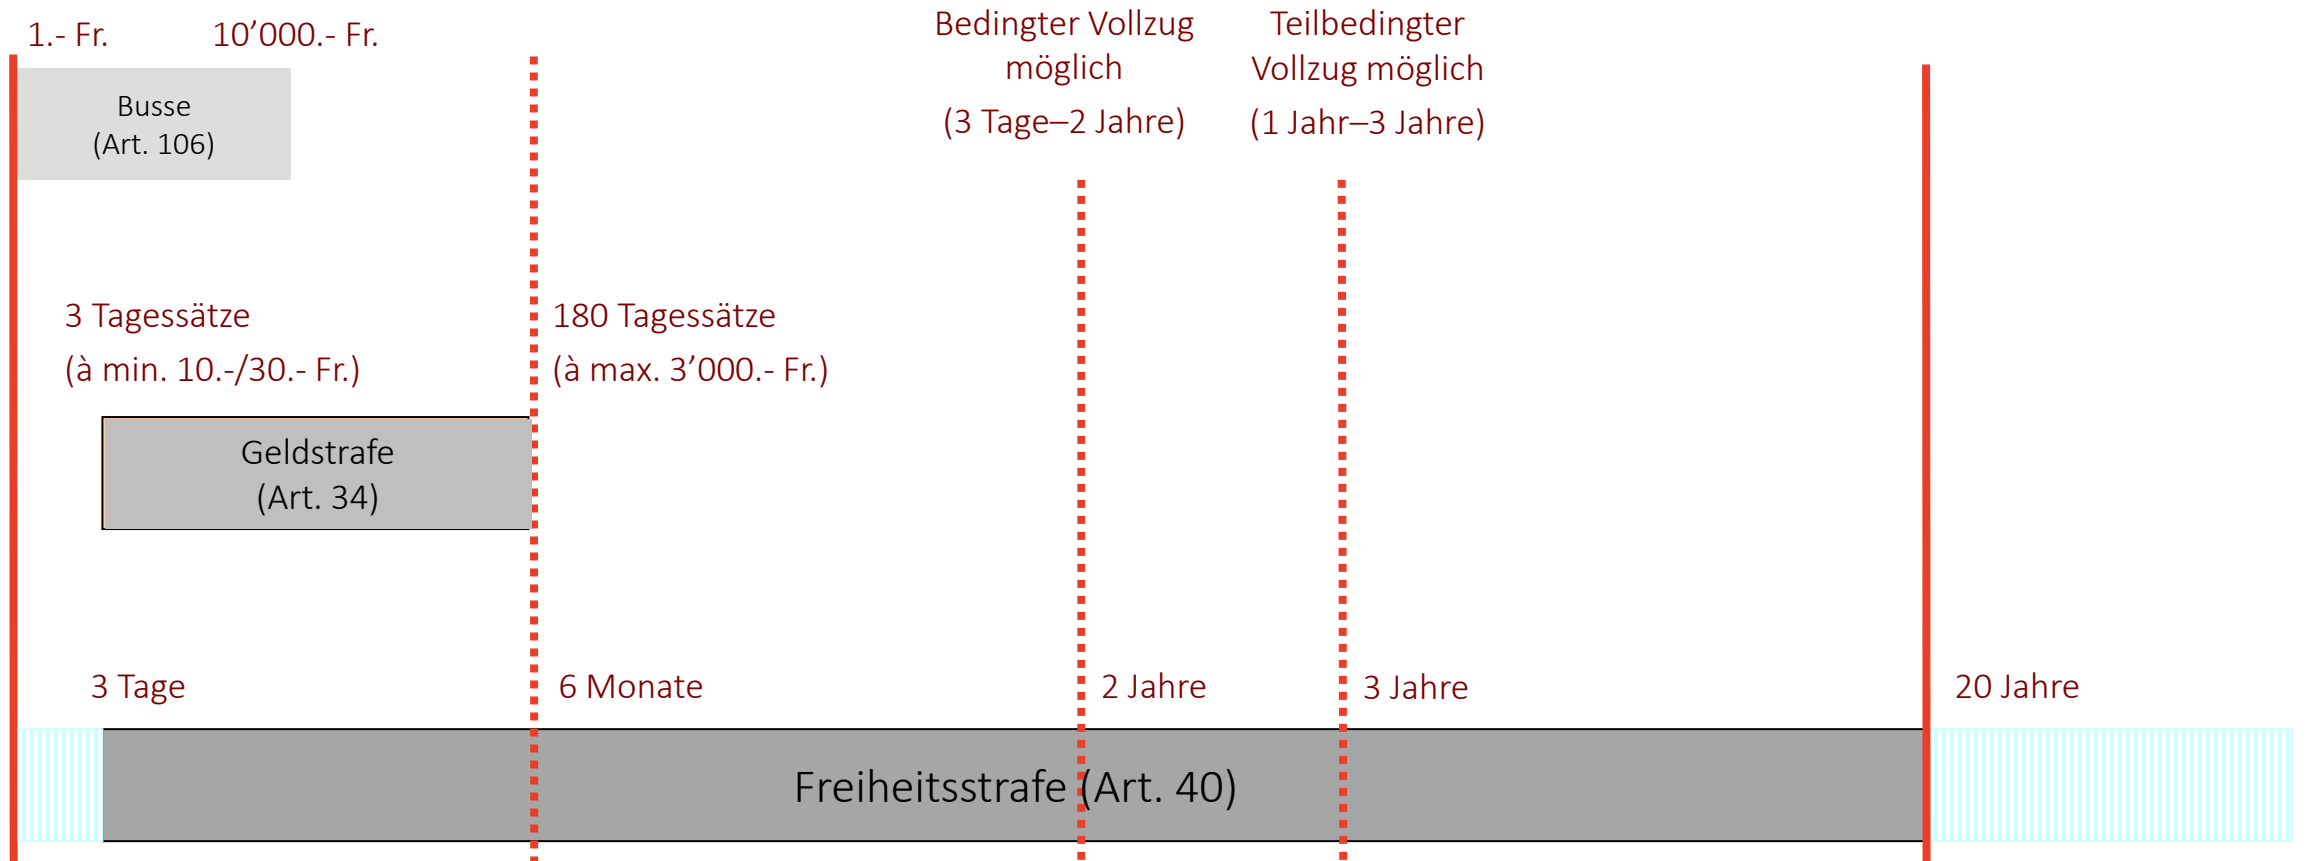 1.- Fr.
10’000.- Fr.
Bedingter Vollzug
möglich
(3 Tage–2 Jahre)
Teilbedingter
Vollzug möglich
(1 Jahr–3 Jahre)
Busse
(Art. 106)
3 Tagessätze
(à min. 10.-/30.- Fr.)
180 Tagessätze
(à max. 3’000.- Fr.)
Geldstrafe
(Art. 34)
3 Tage
6 Monate
2 Jahre
3 Jahre
20 Jahre
Freiheitsstrafe (Art. 40)